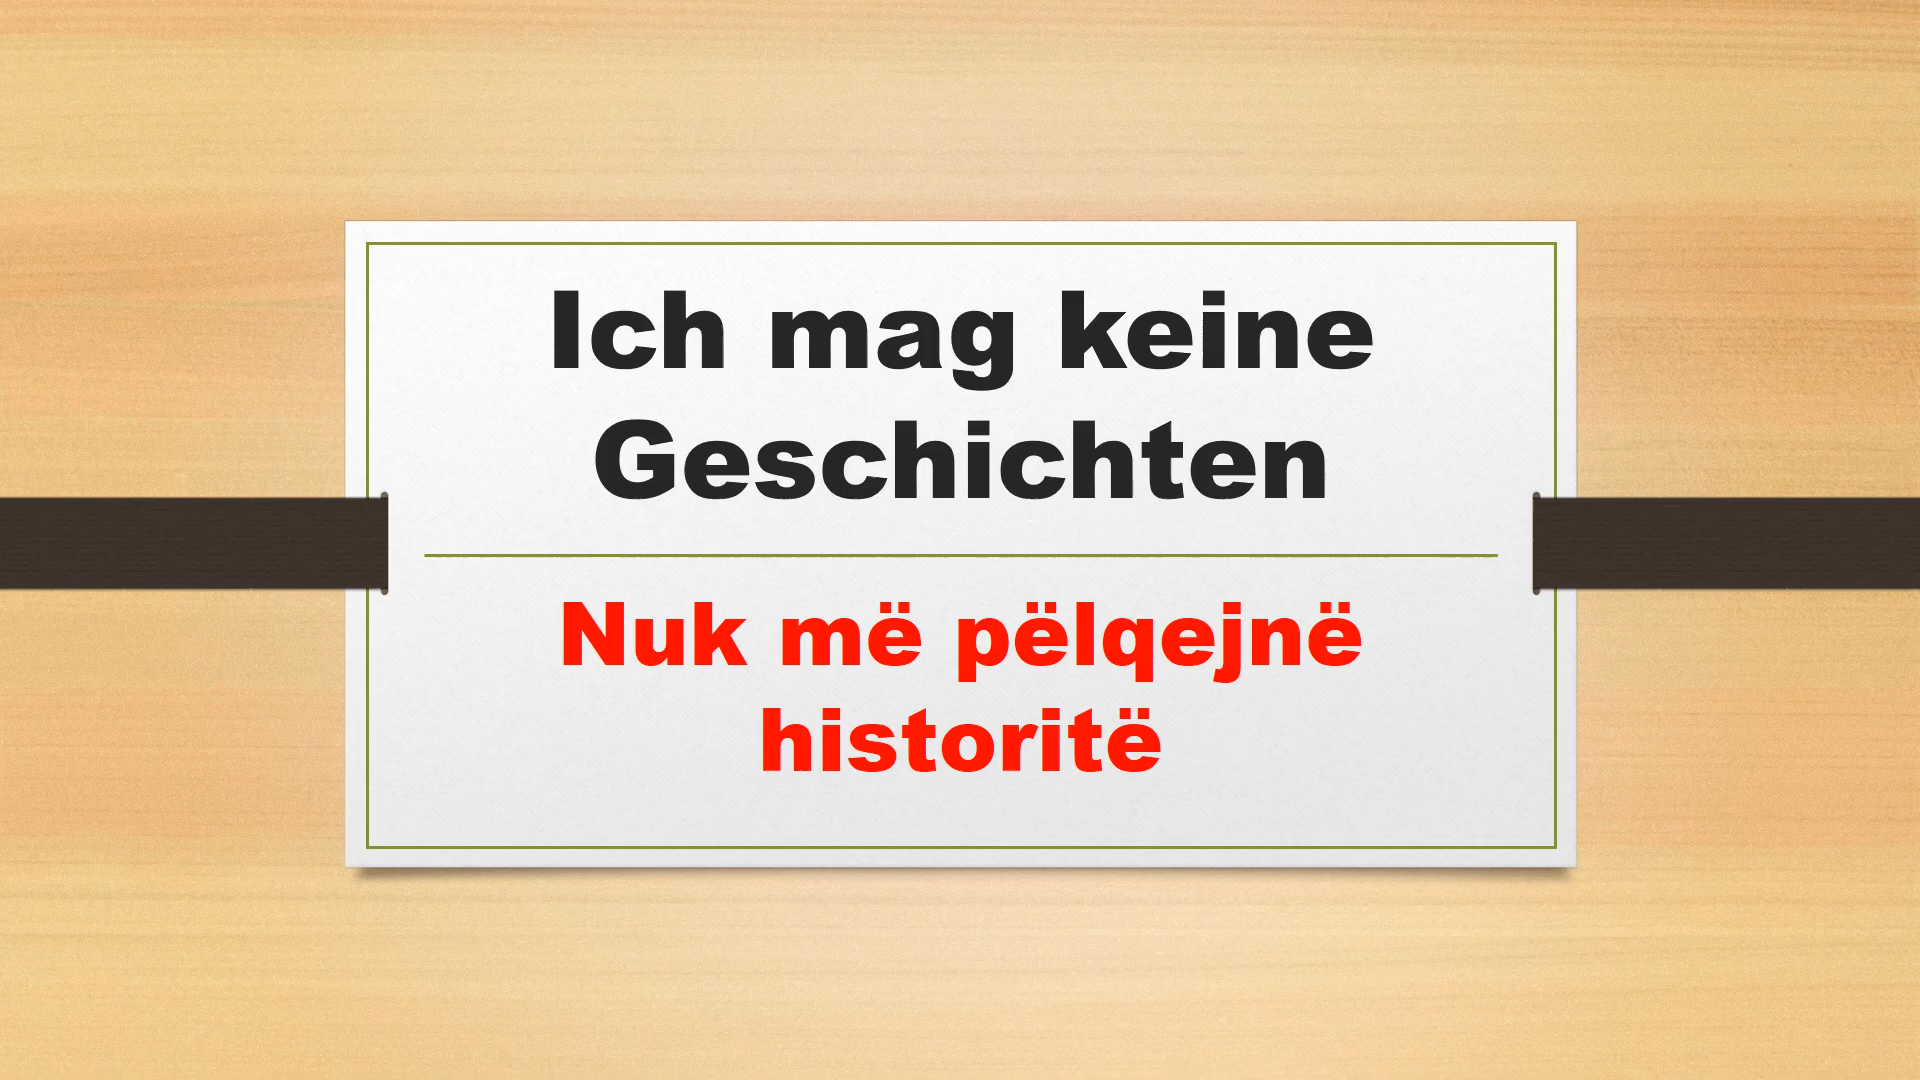 Ich mag keine
Geschichten
Nuk më pëlqejnë
historitë